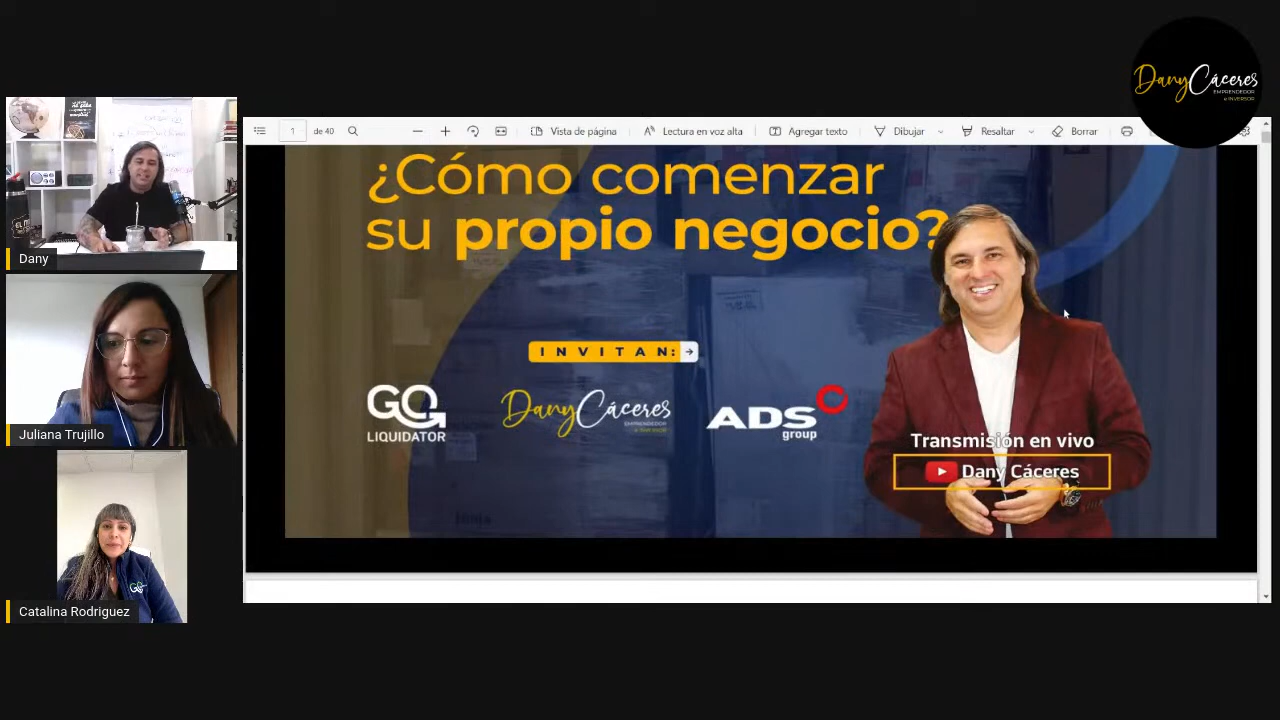 Dany Cáceres
EMPRENDEDOR
e INVERSOR
1 de 40
Vista de página
Lectura en voz alta
Agregar texto
Dibujar
Resaltar
Borrar
¿Cómo comenzar
su propio negocio?
INVITAN:
GO
LIQUIDATOR
Dany Cáceres
EMPRENDEDOR
ADS
group
Transmisión en vivo
Dany Cáceres
Dany
Juliana Trujillo
Catalina Rodriguez